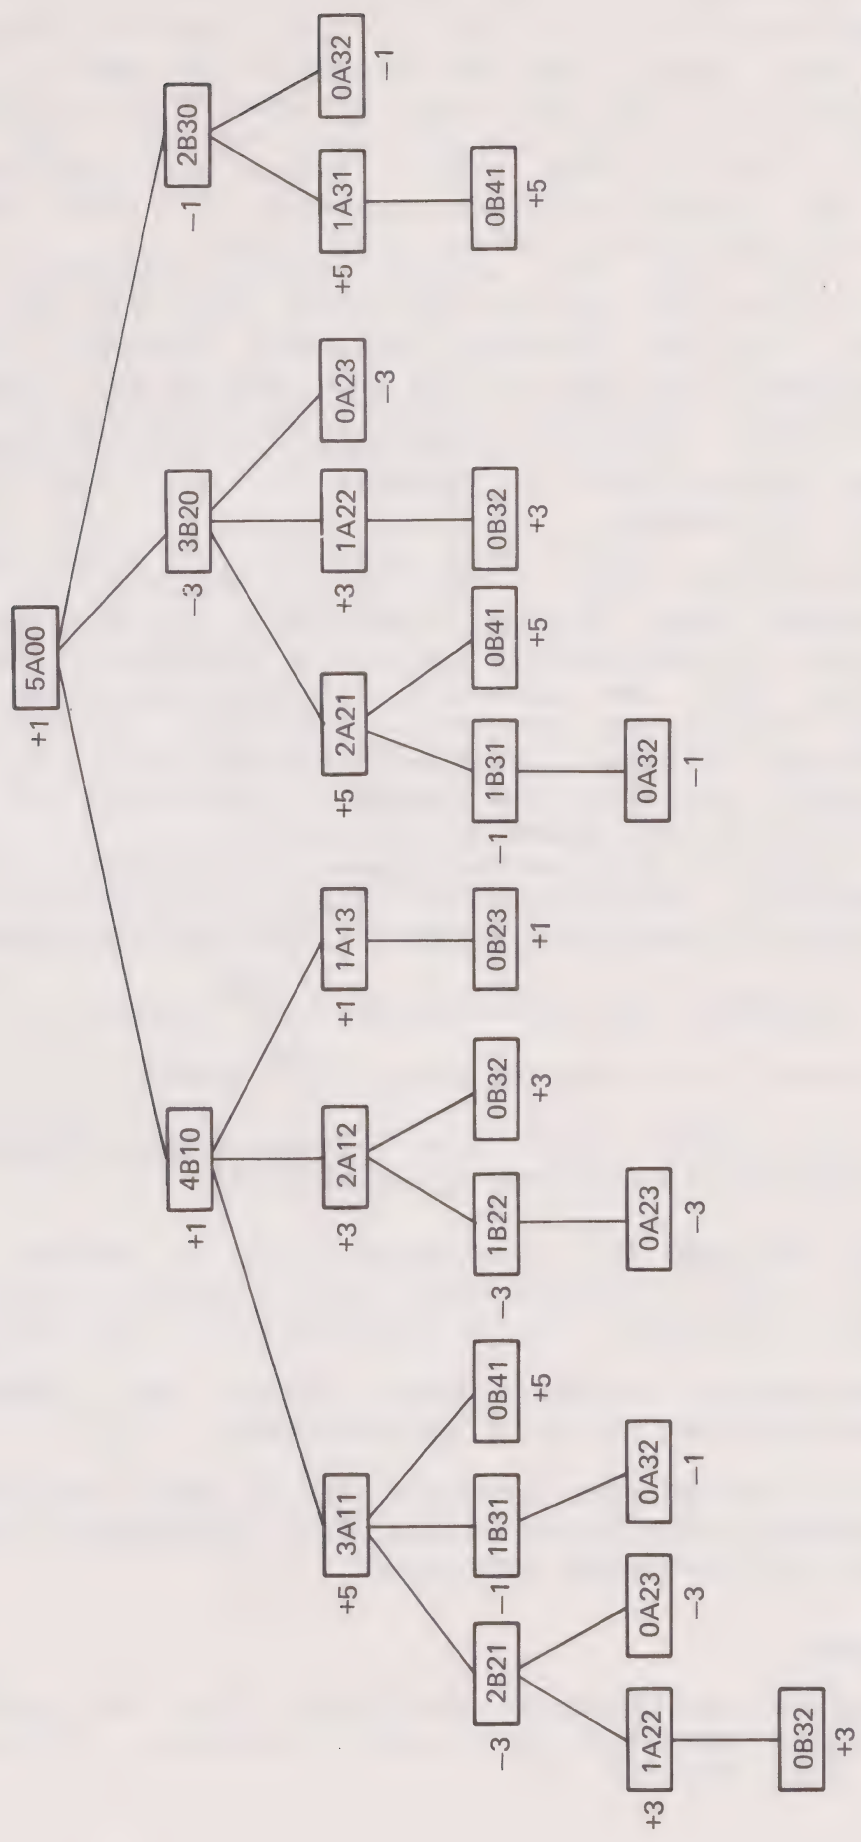 5A00
+1
4B10 3B20 2B30
+1 −3 −1
3A11 2A12 1A13 2A21 1A22 0A23 1A31 0A32
+5 +3 +1 +5 +3 −3 +5 −1
2B21 1B31 0B41 1B22 0B32 0B23 1B31 0B41 0B32 0B41
−3 −1 +5 −3 +3 +1 −1 +5 +3 +5
1A22 0A23 0A32 0A23 0A32
+3 −3 −1 −3 −1
0B32
+3